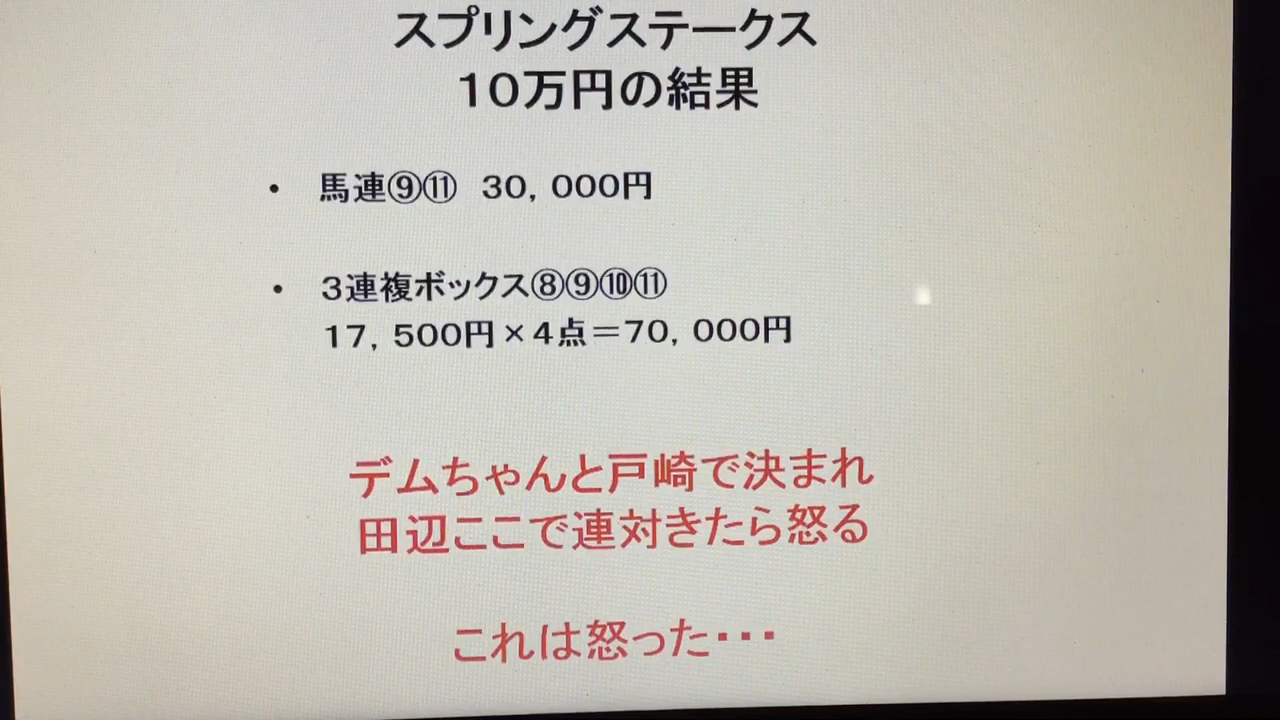 スプリングステークス
10万円の結果
• 馬連⑨⑪ 30,000円
• 3連複ボックス⑧⑨⑩⑪
17,500円×4点=70,000円
デムちゃんと戸崎で決まれ
田辺ここで連対きたら怒る
これは怒った・・・